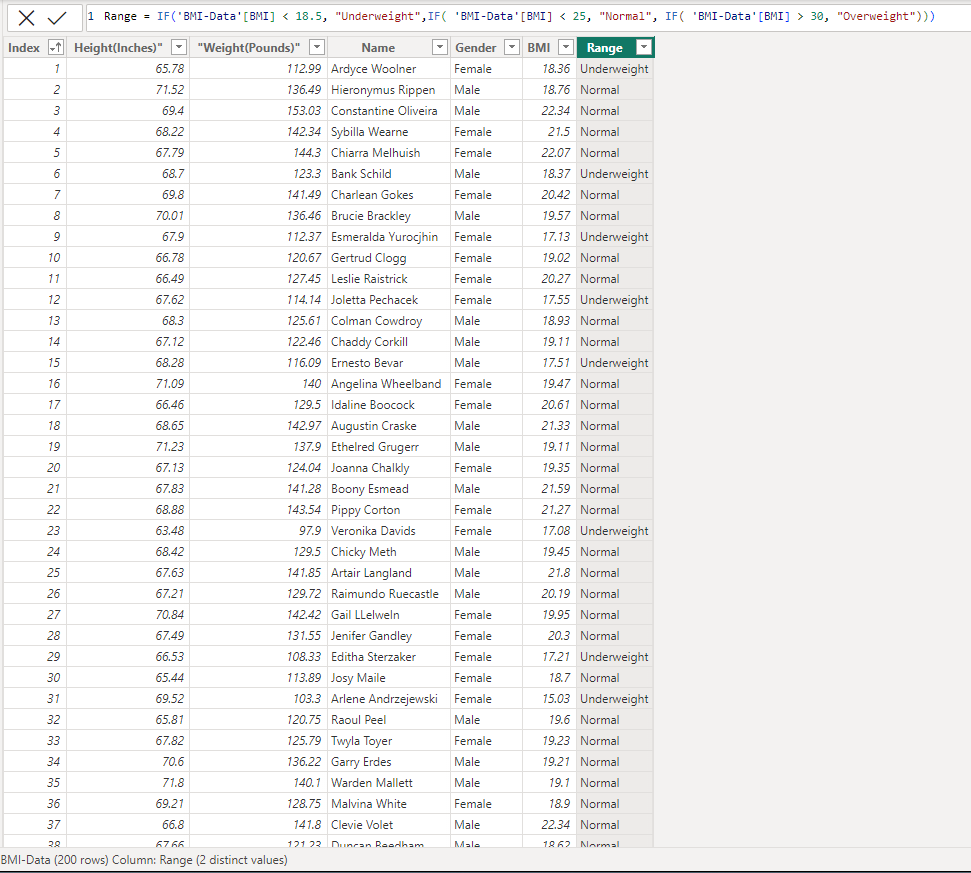 1 Range = IF('BMI-Data'[BMI] < 18.5, "Underweight",IF( 'BMI-Data'[BMI] < 25, "Normal", IF( 'BMI-Data'[BMI] > 30, "Overweight")))
Index Height(Inches)" "Weight(Pounds)" Name Gender BMI Range
1 65.78 112.99 Ardyce Woolner Female 18.36 Underweight
2 71.52 136.49 Hieronymus Rippen Male 18.76 Normal
3 69.4 153.03 Constantine Oliveira Male 22.34 Normal
4 68.22 142.34 Sybilla Wearne Female 21.5 Normal
5 67.79 144.3 Chiarra Melhuish Female 22.07 Normal
6 68.7 123.3 Bank Schild Male 18.37 Underweight
7 69.8 141.49 Charlean Gokes Female 20.42 Normal
8 70.01 136.46 Brucie Brackley Male 19.57 Normal
9 67.9 112.37 Esmeralda Yurocjhin Female 17.13 Underweight
10 66.78 120.67 Gertrud Clogg Female 19.02 Normal
11 66.49 127.45 Leslie Raistrick Female 20.27 Normal
12 67.62 114.14 Joletta Pechacek Female 17.55 Underweight
13 68.3 125.61 Colman Cowdroy Male 18.93 Normal
14 67.12 122.46 Chaddy Corkill Male 19.11 Normal
15 68.28 116.09 Ernesto Bevar Male 17.51 Underweight
16 71.09 140 Angelina Wheelband Female 19.47 Normal
17 66.46 129.5 Idaline Boocock Female 20.61 Normal
18 68.65 142.97 Augustin Craske Male 21.33 Normal
19 71.23 137.9 Ethelred Grugerr Male 19.11 Normal
20 67.13 124.04 Joanna Chalkly Female 19.35 Normal
21 67.83 141.28 Boony Esmead Male 21.59 Normal
22 68.88 143.54 Pippy Corton Female 21.27 Normal
23 63.48 97.9 Veronika Davids Female 17.08 Underweight
24 68.42 129.5 Chicky Meth Male 19.45 Normal
25 67.63 141.85 Artair Langland Male 21.8 Normal
26 67.21 129.72 Raimundo Ruecastle Male 20.19 Normal
27 70.84 142.42 Gail LLelweln Female 19.95 Normal
28 67.49 131.55 Jenifer Gandley Female 20.3 Normal
29 66.53 108.33 Editha Sterzaker Female 17.21 Underweight
30 65.44 113.89 Josy Maile Female 18.7 Normal
31 69.52 103.3 Arlene Andrzejewski Female 15.03 Underweight
32 65.81 120.75 Raoul Peel Male 19.6 Normal
33 67.82 125.79 Twyla Toyer Female 19.23 Normal
34 70.6 136.22 Garry Erdes Male 19.21 Normal
35 71.8 140.1 Warden Mallett Male 19.1 Normal
36 69.21 128.75 Malvina White Female 18.9 Normal
37 66.8 141.8 Clevie Volet Male 22.34 Normal
38 67.66 121.23 Duncan Beedham Male 18.62 Normal
BMI-Data (200 rows) Column: Range (2 distinct values)